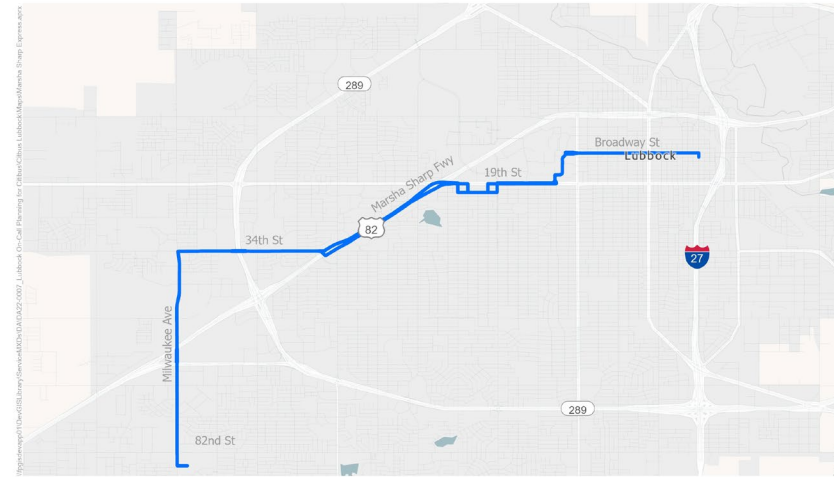 289
Broadway St
Lubbock
19th St
Marsha Sharp Fwy
82
34th St
27
Milwaukee Ave
289
82nd St